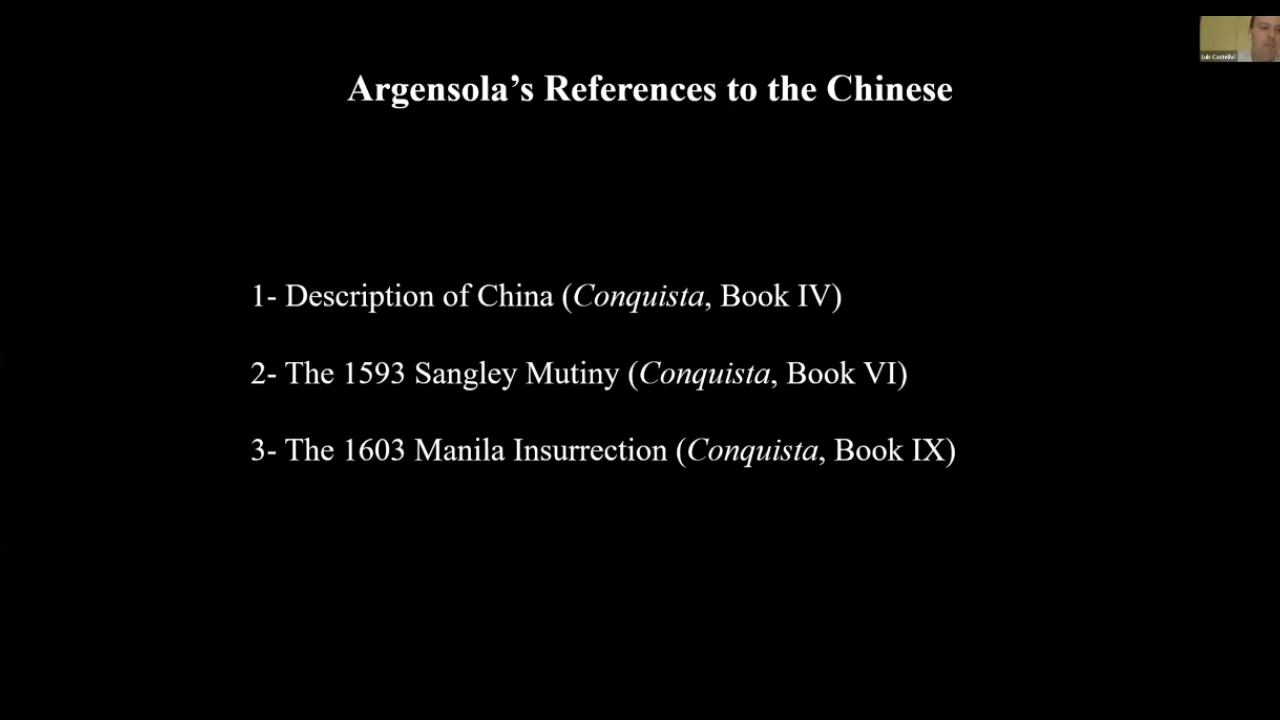 Argensola's References to the Chinese
1- Description of China (Conquista, Book IV)
2- The 1593 Sangley Mutiny (Conquista, Book VI)
3- The 1603 Manila Insurrection (Conquista, Book IX)